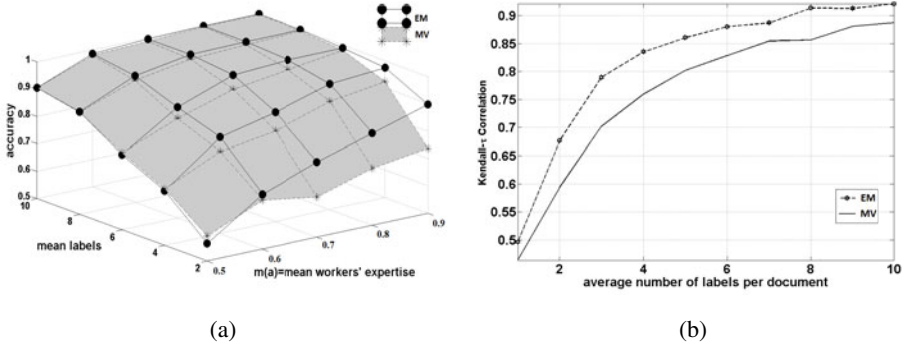 EM
MV
1
0.9
0.8
0.7
0.6
0.5
accuracy
10
8
6
4
2
mean labels
0.5
0.6
0.7
0.8
0.9
m(a)=mean workers' expertise
(a)
0.9
0.85
0.8
0.75
0.7
0.65
0.6
0.55
0.5
Kendall-τ Correlation
EM
MV
2
4
6
8
10
average number of labels per document
(b)